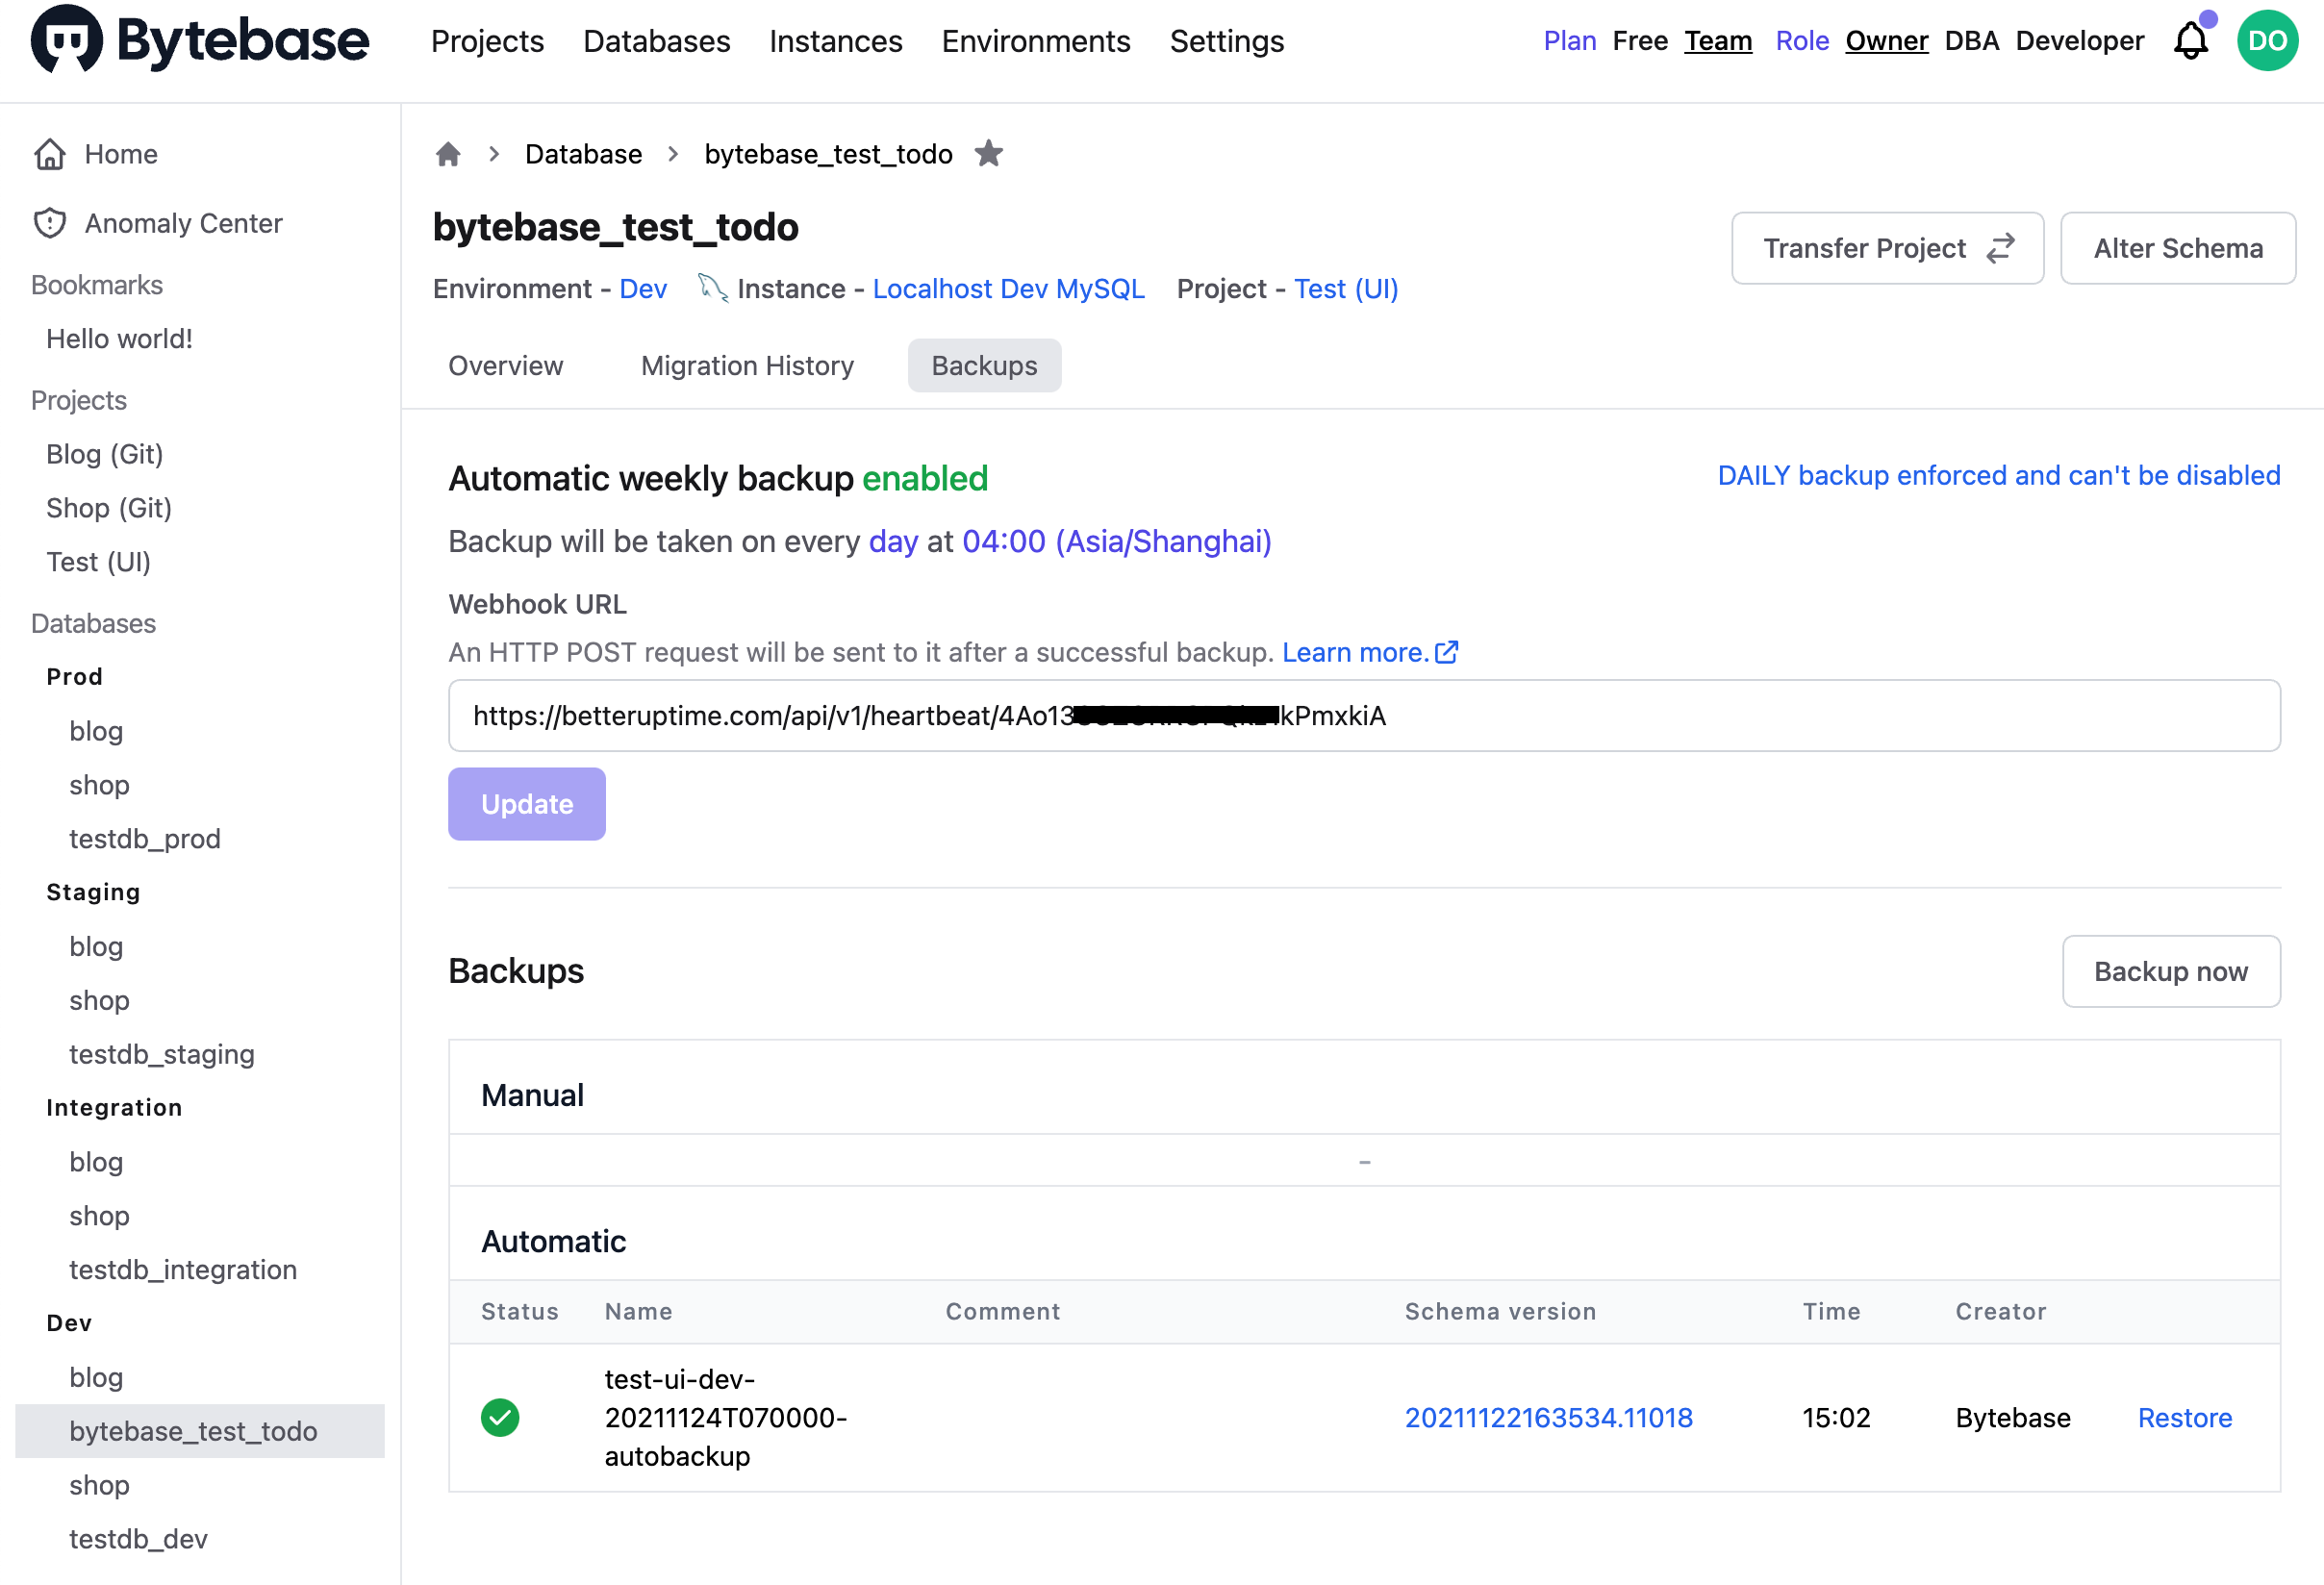 Bytebase
Projects Databases Instances Environments Settings
Plan Free Team Role Owner DBA Developer
DO
Home
Anomaly Center
Bookmarks
Hello world!
Projects
Blog (Git)
Shop (Git)
Test (UI)
Databases
Prod
blog
shop
testdb_prod
Staging
blog
shop
testdb_staging
Integration
blog
shop
testdb_integration
Dev
blog
bytebase_test_todo
shop
testdb_dev
Database bytebase_test_todo
bytebase_test_todo
Environment - Dev Instance - Localhost Dev MySQL Project - Test (UI)
Transfer Project
Alter Schema
Overview Migration History Backups
Automatic weekly backup enabled
DAILY backup enforced and can't be disabled
Backup will be taken on every day at 04:00 (Asia/Shanghai)
Webhook URL
An HTTP POST request will be sent to it after a successful backup. Learn more.
https://betteruptime.com/api/v1/heartbeat/4Ao13 kPmxkiA
Update
Backups
Backup now
Manual
-
Automatic
Status Name Comment Schema version Time Creator
test-ui-dev-
20211124T070000-
autobackup
20211122163534.11018 15:02 Bytebase Restore